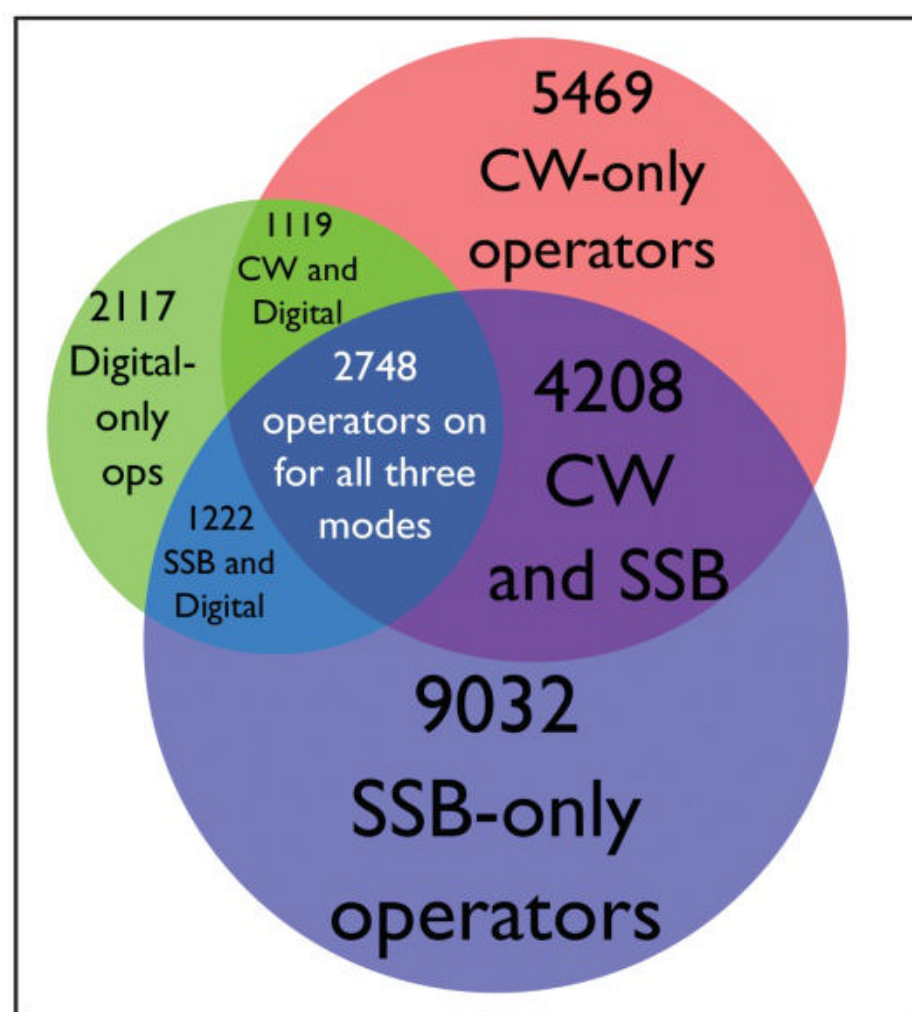 5469
CW-only
operators
1119
CW and
Digital
2117
Digital-
only
ops
2748
operators on
for all three
modes
4208
CW
and SSB
1222
SSB and
Digital
9032
SSB-only
operators